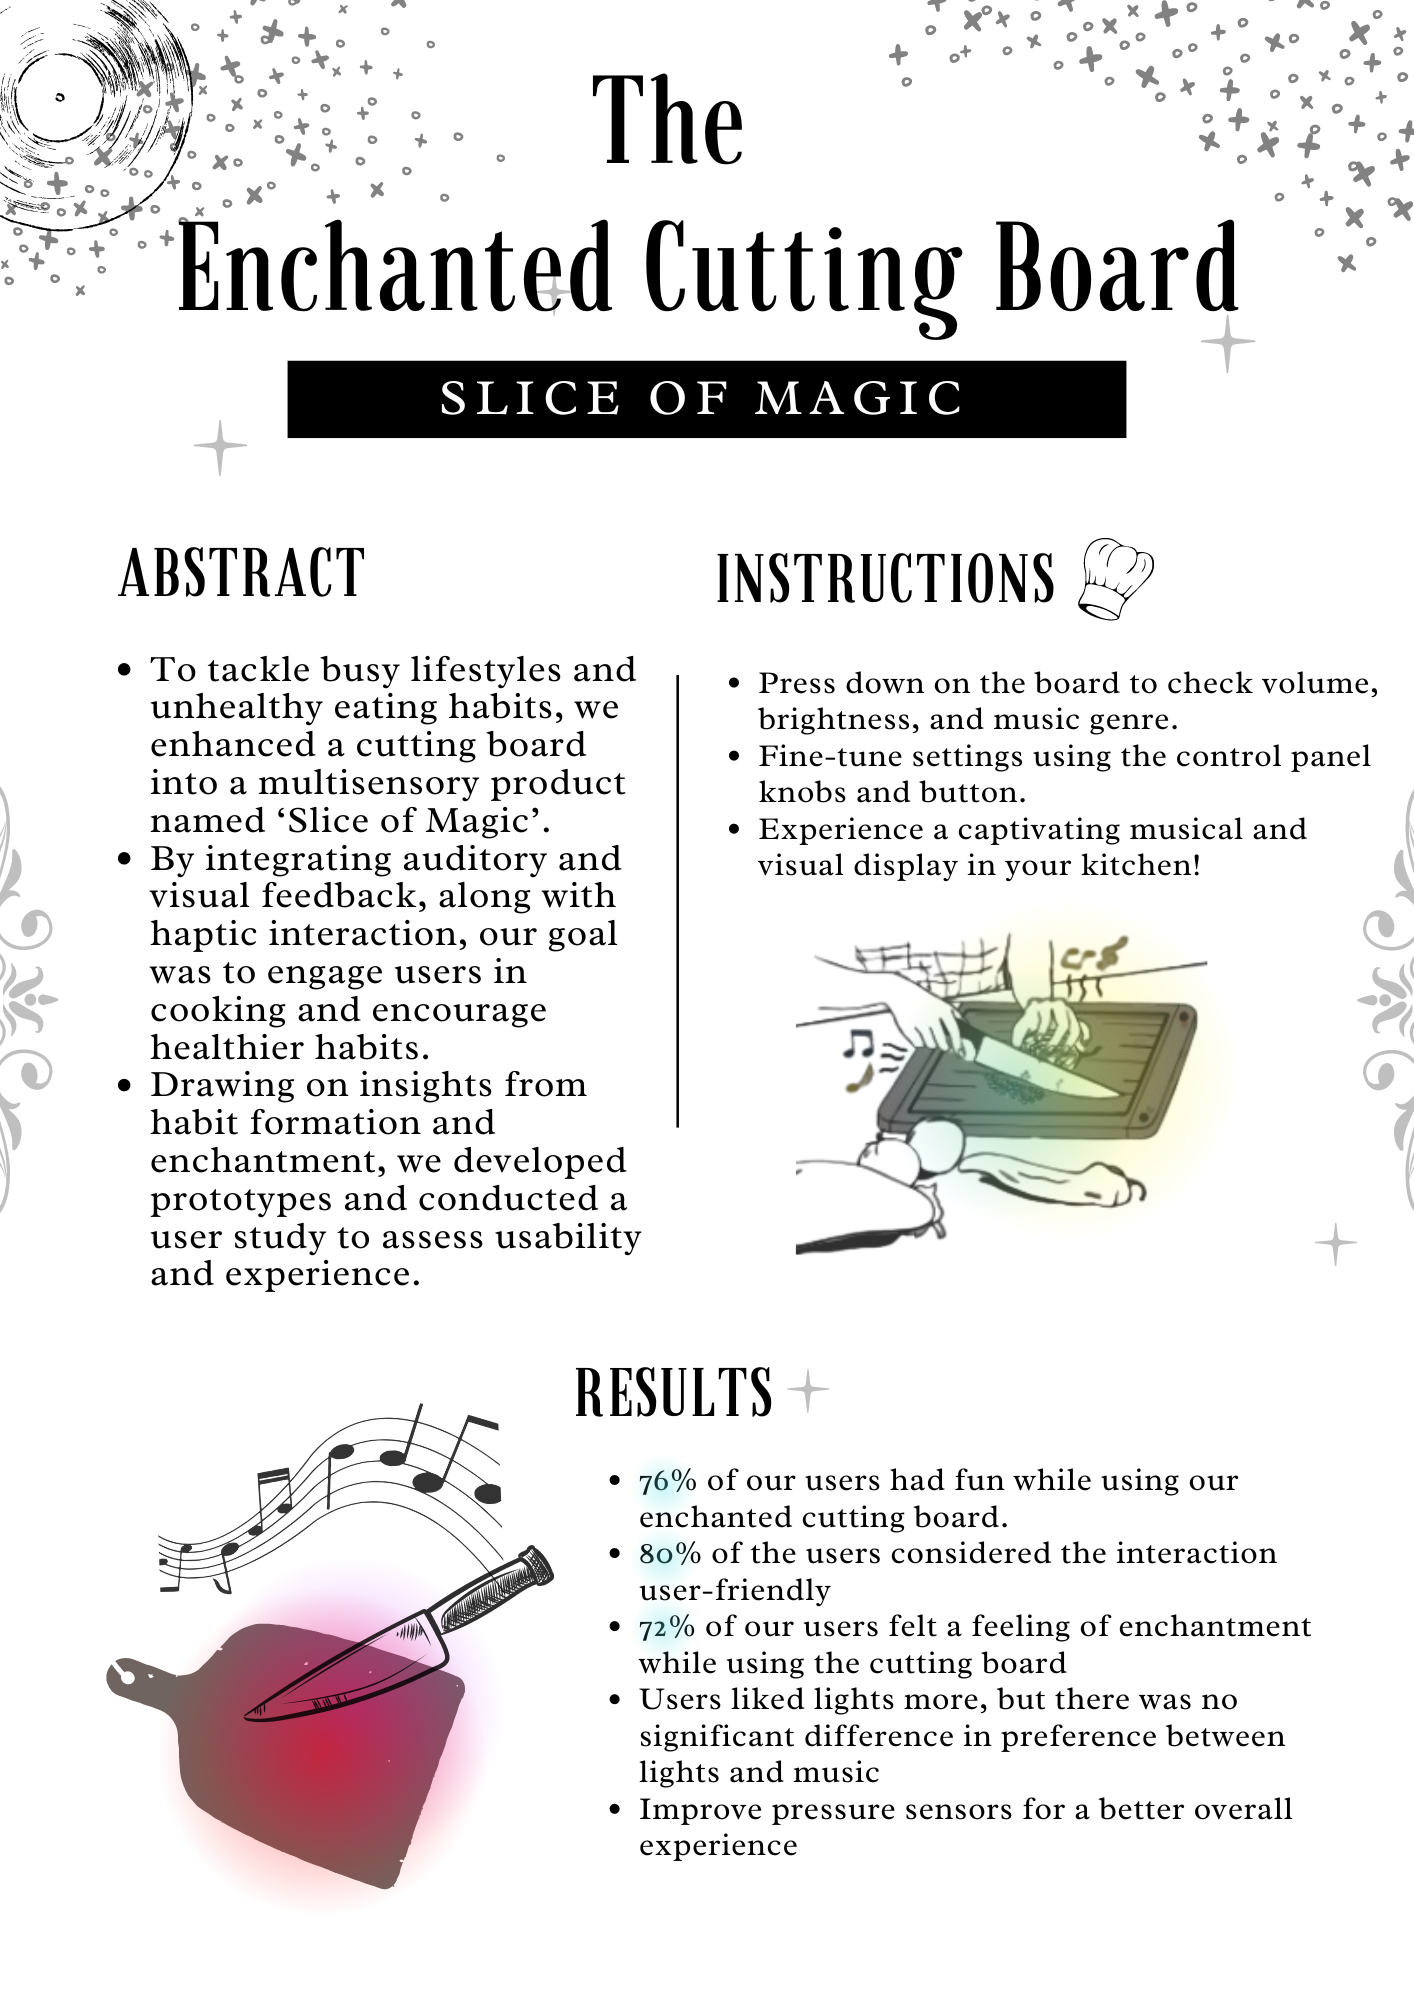 The
Enchanted Cutting Board
SLICE OF MAGIC
ABSTRACT
• To tackle busy lifestyles and
unhealthy eating habits, we
enhanced a cutting board
into a multisensory product
named ‘Slice of Magic’.
• By integrating auditory and
visual feedback, along with
haptic interaction, our goal
was to engage users in
cooking and encourage
healthier habits.
• Drawing on insights from
habit formation and
enchantment, we developed
prototypes and conducted a
user study to assess usability
and experience.
INSTRUCTIONS
• Press down on the board to check volume,
brightness, and music genre.
• Fine-tune settings using the control panel
knobs and button.
• Experience a captivating musical and
visual display in your kitchen!
RESULTS
• 76% of our users had fun while using our
enchanted cutting board.
• 80% of the users considered the interaction
user-friendly
• 72% of our users felt a feeling of enchantment
while using the cutting board
• Users liked lights more, but there was no
significant difference in preference between
lights and music
• Improve pressure sensors for a better overall
experience